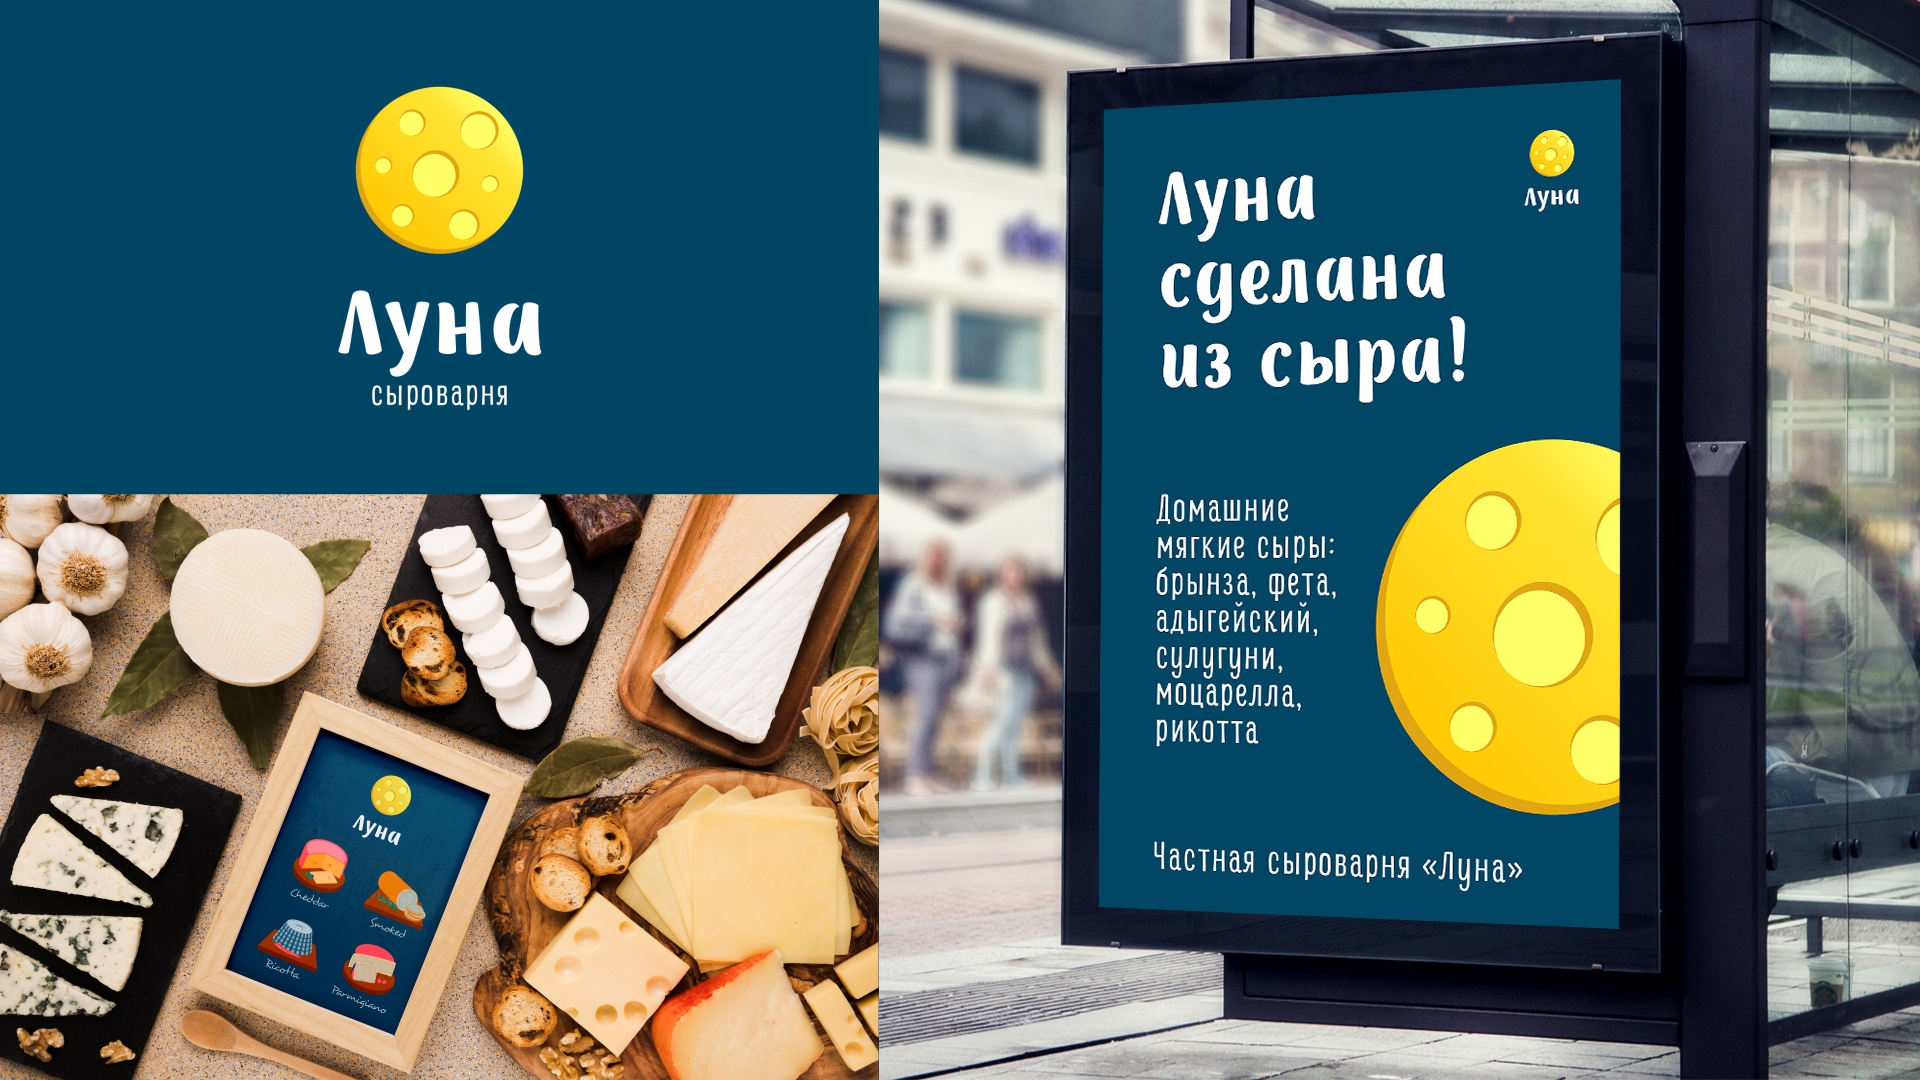 Луна
сыроварня
Луна
Cheddar
Smoked
Ricotta
Parmigiano
Луна
Луна
сделана
из сыра!
Домашние
мягкие сыры:
брынза, фета,
адыгейский,
сулугуни,
моцарелла,
рикотта
Частная сыроварня «Луна»